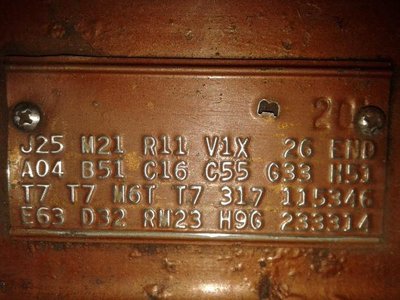 20
J25 M21 R11 V1X 26 END
A04 B51 C16 C55 G33 H51
T7 T7 M6T T7 317 115346
E63 D32 RM23 H9G 233314